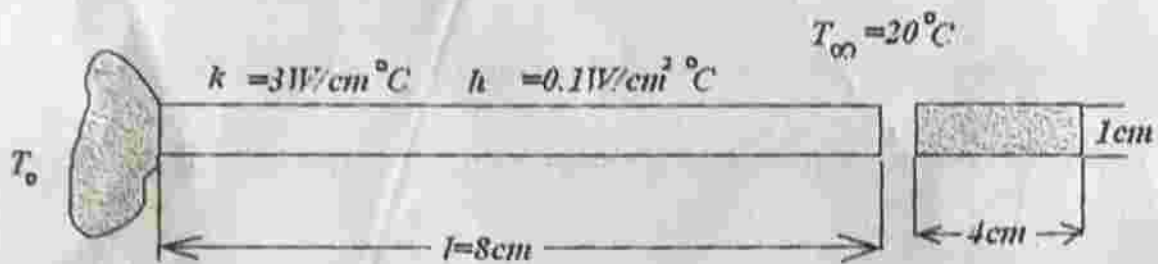 T∞ =20°C
k =3W/cm°C h =0.1W/cm² °C
1cm
T₀
l=8cm
4cm